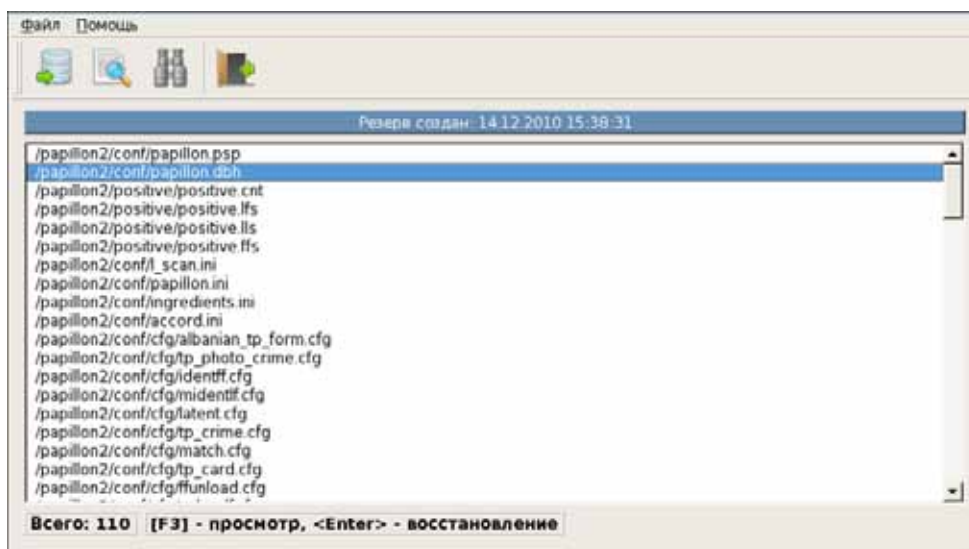 Файл Помощь
Резерв создан: 14.12.2010 15:38:31
/papillon2/conf/papillon.psp
/papillon2/conf/papillon.dbh
/papillon2/positive/positive.cnt
/papillon2/positive/positive.lfs
/papillon2/positive/positive.lls
/papillon2/positive/positive.ffs
/papillon2/conf/l_scan.ini
/papillon2/conf/papillon.ini
/papillon2/conf/ingredients.ini
/papillon2/conf/accord.ini
/papillon2/conf/cfg/albanian_tp_form.cfg
/papillon2/conf/cfg/tp_photo_crime.cfg
/papillon2/conf/cfg/identff.cfg
/papillon2/conf/cfg/midentlf.cfg
/papillon2/conf/cfg/latent.cfg
/papillon2/conf/cfg/tp_crime.cfg
/papillon2/conf/cfg/match.cfg
/papillon2/conf/cfg/tp_card.cfg
/papillon2/conf/cfg/ffunload.cfg
Всего: 110 [F3] - просмотр, <Enter> - восстановление